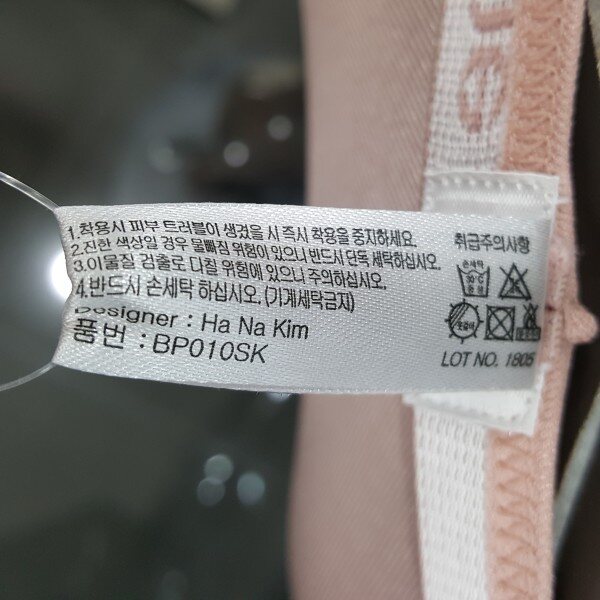 1.착용시 피부 트러블이 생겼을 시 즉시 착용을 중지하세요.
2.진한 색상일 경우 물빠짐 위험이 있으니 반드시 단독 세탁하십시오.
3.이물질 검출로 다칠 위험에 있으니 주의하십시오.
4.반드시 손세탁 하십시오.(기계세탁금지)
Designer : Ha Na Kim
품번 : BP010SK
취급주의사항
손세탁
LOT NO. 1805